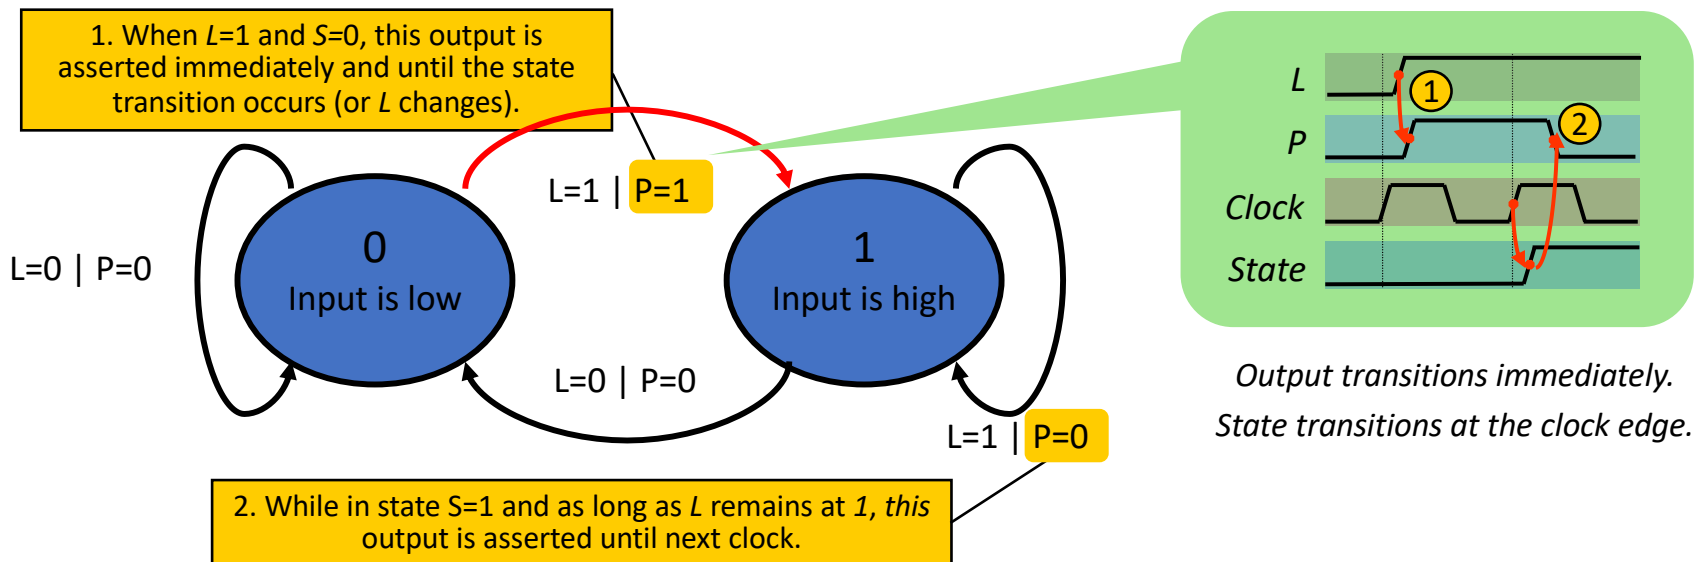 1. When L=1 and S=0, this output is
asserted immediately and until the state
transition occurs (or L changes).
L=1 | P=1
0
Input is low
1
Input is high
L=0 | P=0
L=0 | P=0
L=1 | P=0
2. While in state S=1 and as long as L remains at 1, this
output is asserted until next clock.
L
1
P
2
Clock
State
Output transitions immediately.
State transitions at the clock edge.